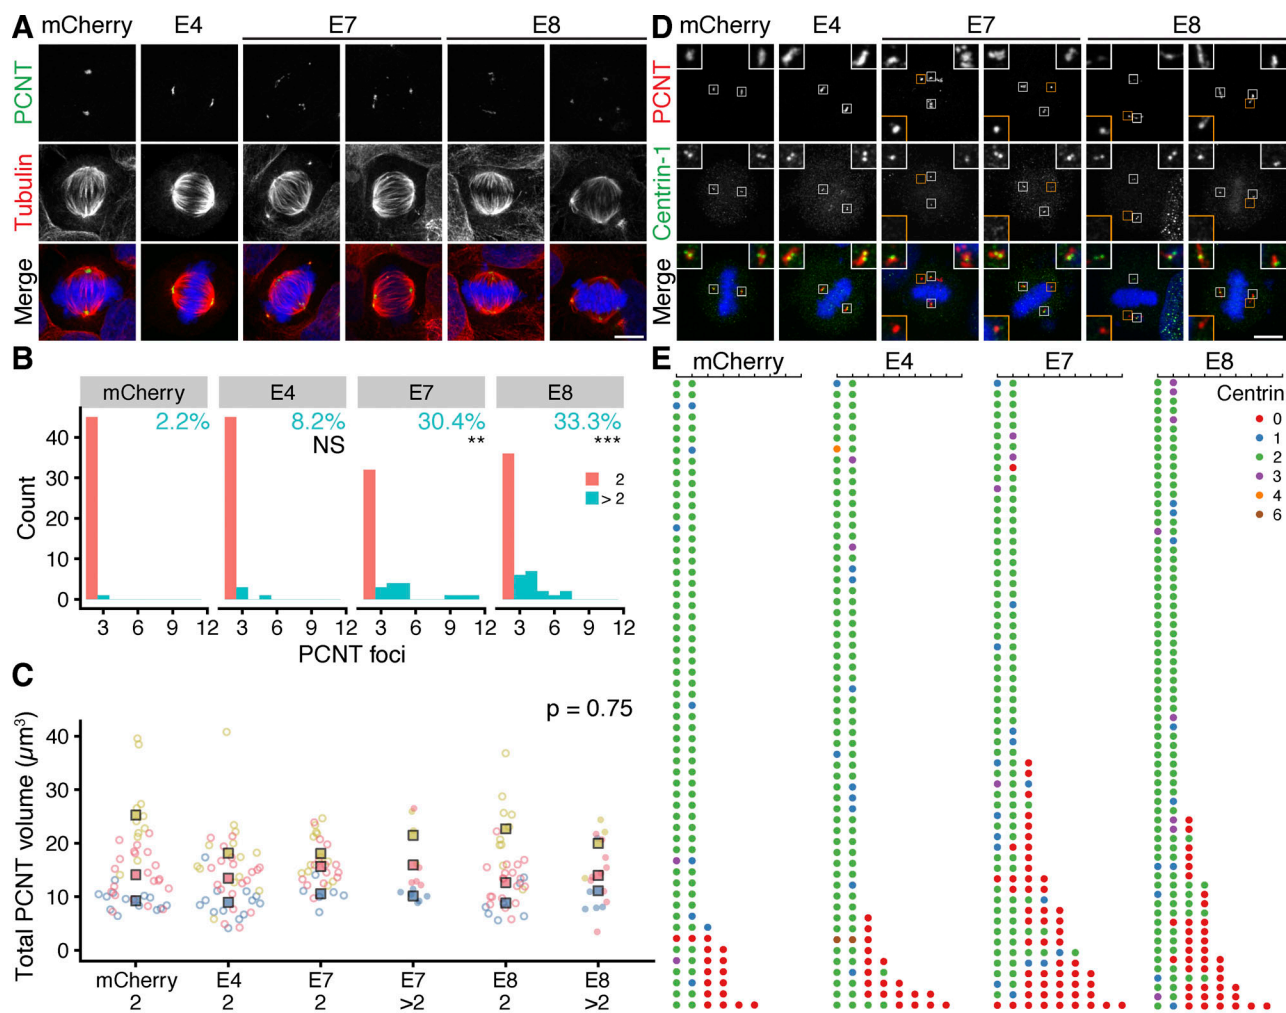 A
mCherry E4 E7 E8
PCNT
Tubulin
Merge
D
mCherry E4 E7 E8
PCNT
Centrin-1
Merge
B
mCherry E4 E7 E8
2.2% 8.2% 30.4% 33.3%
NS ** ***
2
> 2
Count
40
30
20
10
0
3 6 9 12 3 6 9 12 3 6 9 12 3 6 9 12
PCNT foci
C
p = 0.75
Total PCNT volume (µm³)
40
30
20
10
0
mCherry E4 E7 E7 E8 E8
2 2 2 >2 2 >2
E
mCherry E4 E7 E8
Centrin
0
1
2
3
4
6